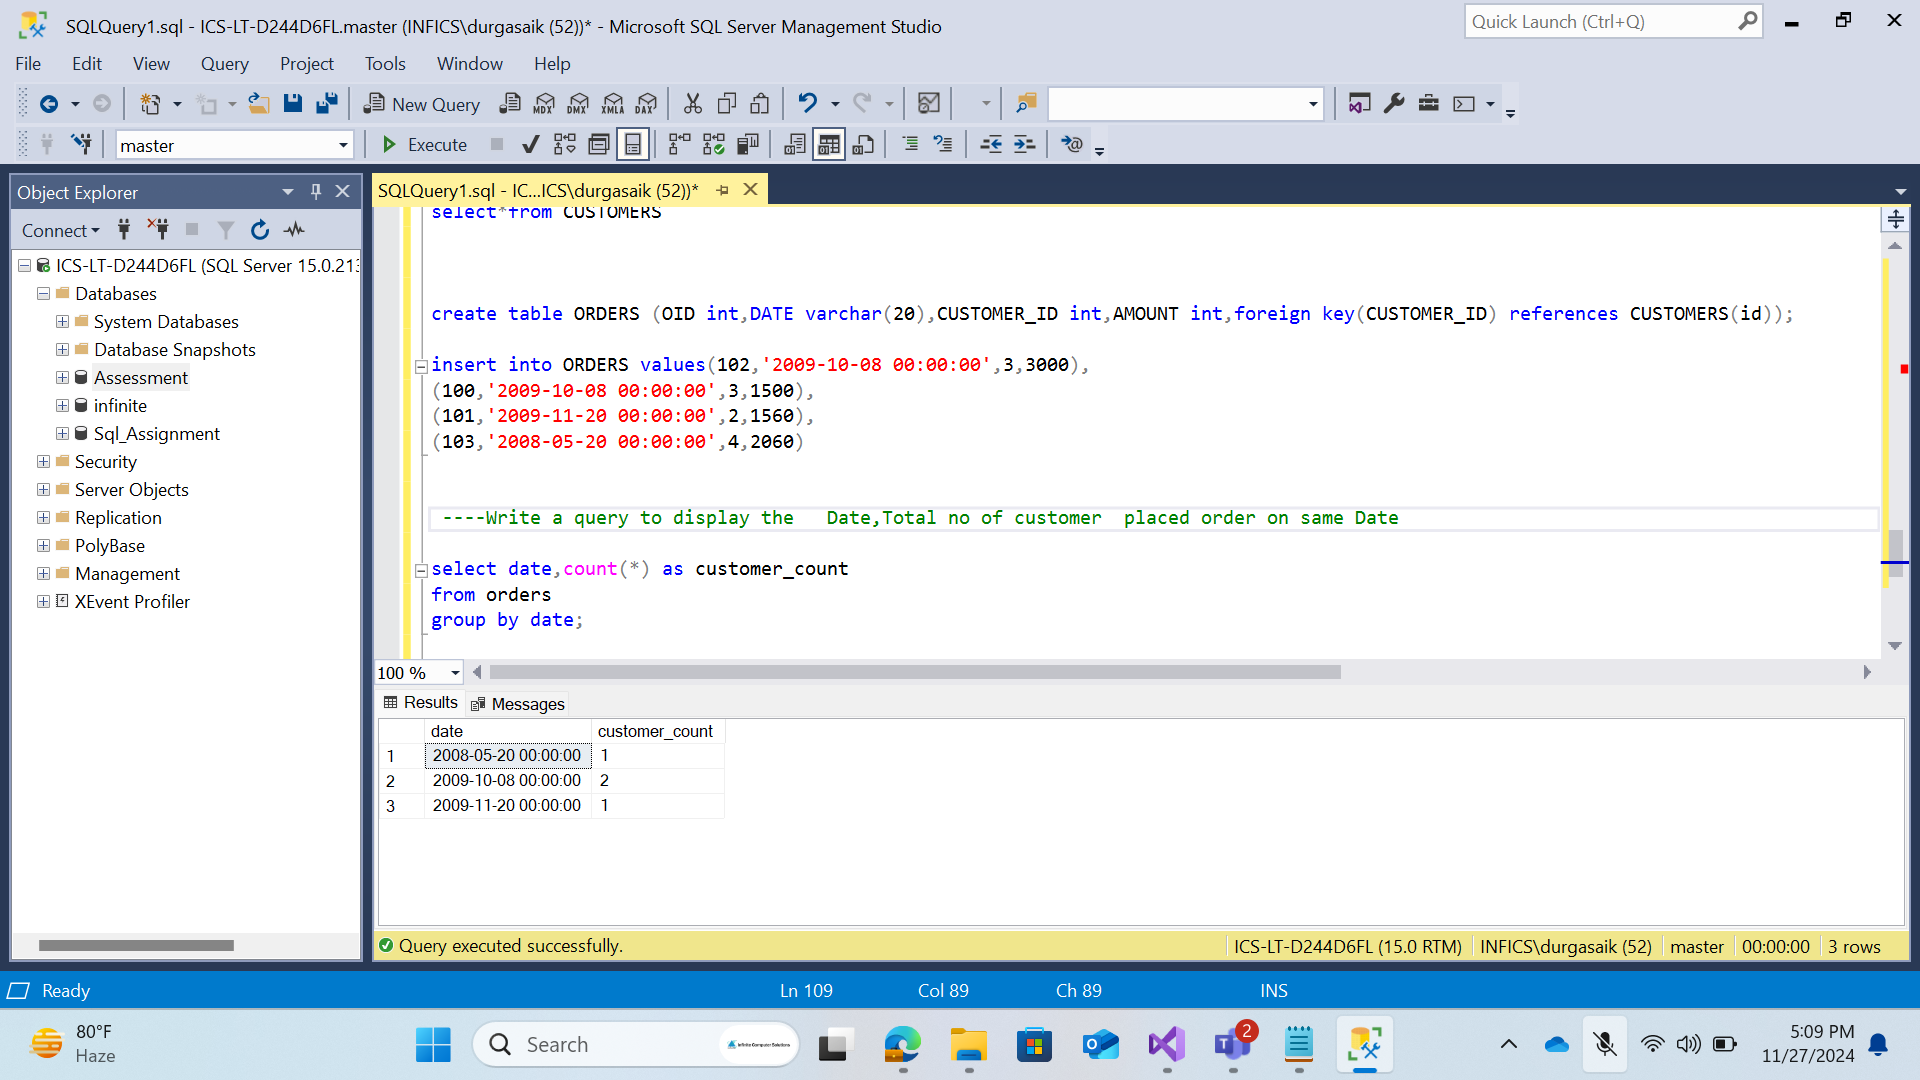 SQLQuery1.sql - ICS-LT-D244D6FL.master (INFICS\durgasaik (52))* - Microsoft SQL Server Management Studio
Quick Launch (Ctrl+Q)
File Edit View Query Project Tools Window Help
New Query MDX DMX XMLA DAX
master Execute
Object Explorer
Connect
ICS-LT-D244D6FL (SQL Server 15.0.213
Databases
System Databases
Database Snapshots
Assessment
infinite
Sql_Assignment
Security
Server Objects
Replication
PolyBase
Management
XEvent Profiler
SQLQuery1.sql - IC...ICS\durgasaik (52))*
select*from CUSTOMERS
create table ORDERS (OID int,DATE varchar(20),CUSTOMER_ID int,AMOUNT int,foreign key(CUSTOMER_ID) references CUSTOMERS(id));
insert into ORDERS values(102,'2009-10-08 00:00:00',3,3000),
(100,'2009-10-08 00:00:00',3,1500),
(101,'2009-11-20 00:00:00',2,1560),
(103,'2008-05-20 00:00:00',4,2060)
----Write a query to display the   Date,Total no of customer  placed order on same Date
select date,count(*) as customer_count
from orders
group by date;
100 %
Results Messages
date customer_count
1 2008-05-20 00:00:00 1
2 2009-10-08 00:00:00 2
3 2009-11-20 00:00:00 1
Query executed successfully.
ICS-LT-D244D6FL (15.0 RTM) INFICS\durgasaik (52) master 00:00:00 3 rows
Ready Ln 109 Col 89 Ch 89 INS
80°F
Haze
Search
Infinite Computer Solutions
2
5:09 PM
11/27/2024